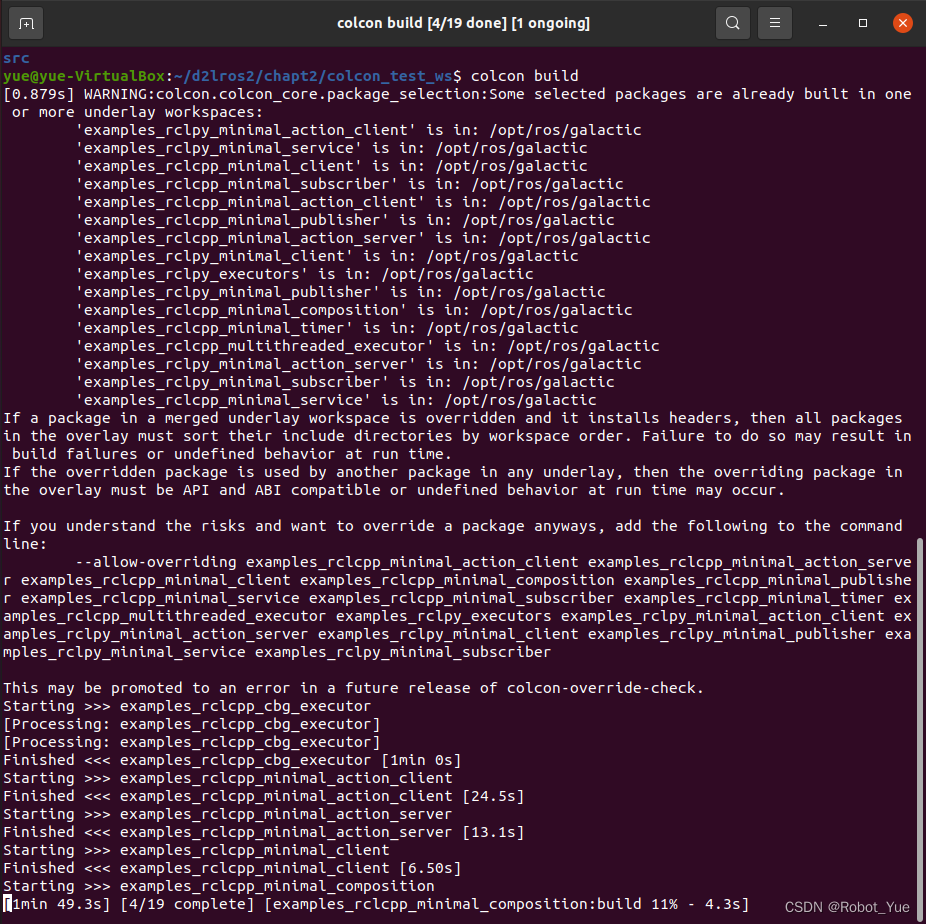 colcon build [4/19 done] [1 ongoing]
src
yue@yue-VirtualBox:~/d2lros2/chapt2/colcon_test_ws$ colcon build
[0.879s] WARNING:colcon.colcon_core.package_selection:Some selected packages are already built in one
 or more underlay workspaces:
        'examples_rclpy_minimal_action_client' is in: /opt/ros/galactic
        'examples_rclpy_minimal_service' is in: /opt/ros/galactic
        'examples_rclcpp_minimal_client' is in: /opt/ros/galactic
        'examples_rclcpp_minimal_subscriber' is in: /opt/ros/galactic
        'examples_rclcpp_minimal_action_client' is in: /opt/ros/galactic
        'examples_rclcpp_minimal_publisher' is in: /opt/ros/galactic
        'examples_rclcpp_minimal_action_server' is in: /opt/ros/galactic
        'examples_rclpy_minimal_client' is in: /opt/ros/galactic
        'examples_rclpy_executors' is in: /opt/ros/galactic
        'examples_rclpy_minimal_publisher' is in: /opt/ros/galactic
        'examples_rclcpp_minimal_composition' is in: /opt/ros/galactic
        'examples_rclcpp_minimal_timer' is in: /opt/ros/galactic
        'examples_rclcpp_multithreaded_executor' is in: /opt/ros/galactic
        'examples_rclpy_minimal_action_server' is in: /opt/ros/galactic
        'examples_rclpy_minimal_subscriber' is in: /opt/ros/galactic
        'examples_rclcpp_minimal_service' is in: /opt/ros/galactic
If a package in a merged underlay workspace is overridden and it installs headers, then all packages
in the overlay must sort their include directories by workspace order. Failure to do so may result in
 build failures or undefined behavior at run time.
If the overridden package is used by another package in any underlay, then the overriding package in
the overlay must be API and ABI compatible or undefined behavior at run time may occur.

If you understand the risks and want to override a package anyways, add the following to the command
line:
        --allow-overriding examples_rclcpp_minimal_action_client examples_rclcpp_minimal_action_serve
r examples_rclcpp_minimal_client examples_rclcpp_minimal_composition examples_rclcpp_minimal_publishe
r examples_rclcpp_minimal_service examples_rclcpp_minimal_subscriber examples_rclcpp_minimal_timer ex
amples_rclcpp_multithreaded_executor examples_rclpy_executors examples_rclpy_minimal_action_client ex
amples_rclpy_minimal_action_server examples_rclpy_minimal_client examples_rclpy_minimal_publisher exa
mples_rclpy_minimal_service examples_rclpy_minimal_subscriber

This may be promoted to an error in a future release of colcon-override-check.
Starting >>> examples_rclcpp_cbg_executor
[Processing: examples_rclcpp_cbg_executor]
[Processing: examples_rclcpp_cbg_executor]
Finished <<< examples_rclcpp_cbg_executor [1min 0s]
Starting >>> examples_rclcpp_minimal_action_client
Finished <<< examples_rclcpp_minimal_action_client [24.5s]
Starting >>> examples_rclcpp_minimal_action_server
Finished <<< examples_rclcpp_minimal_action_server [13.1s]
Starting >>> examples_rclcpp_minimal_client
Finished <<< examples_rclcpp_minimal_client [6.50s]
Starting >>> examples_rclcpp_minimal_composition
[1min 49.3s] [4/19 complete] [examples_rclcpp_minimal_composition:build 11% - 4.3s]
CSDN @Robot_Yue